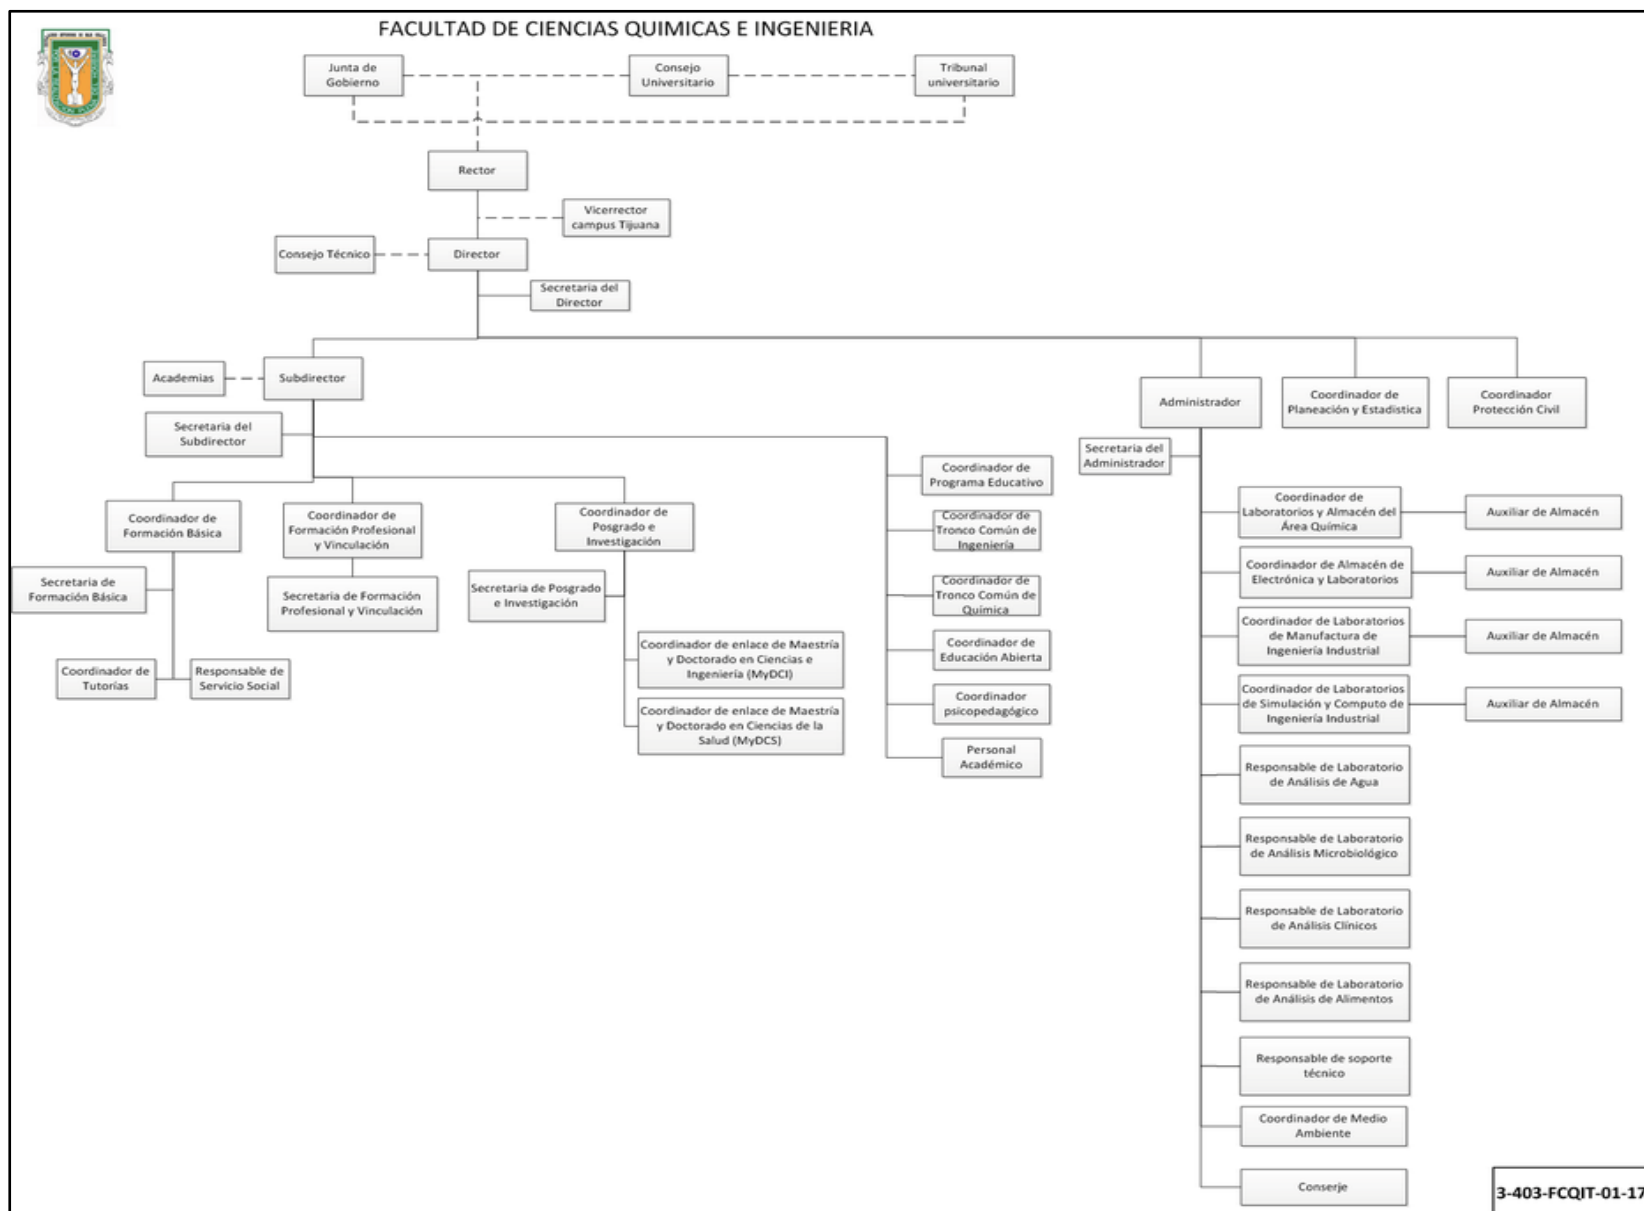 FACULTAD DE CIENCIAS QUIMICAS E INGENIERIA
Junta de
Gobierno
Consejo
Universitario
Tribunal
universitario
Rector
Vicerrector
campus Tijuana
Consejo Técnico
Director
Secretaria del
Director
Academias
Subdirector
Secretaria del
Subdirector
Administrador
Coordinador de
Planeación y Estadistica
Coordinador
Protección Civil
Secretaria del
Administrador
Coordinador de
Formación Básica
Coordinador de
Formación Profesional
y Vinculación
Coordinador de
Posgrado e
Investigación
Secretaria de
Formación Básica
Secretaria de Formación
Profesional y Vinculación
Secretaria de Posgrado
e Investigación
Coordinador de
Tutorías
Responsable de
Servicio Social
Coordinador de enlace de Maestría
y Doctorado en Ciencias e
Ingeniería (MyDCI)
Coordinador de enlace de Maestría
y Doctorado en Ciencias de la
Salud (MyDCS)
Coordinador de
Programa Educativo
Coordinador de
Tronco Común de
Ingeniería
Coordinador de
Tronco Común de
Química
Coordinador de
Educación Abierta
Coordinador
psicopedagógico
Personal
Académico
Coordinador de
Laboratorios y Almacén del
Área Química
Auxiliar de Almacén
Coordinador de Almacén de
Electrónica y Laboratorios
Auxiliar de Almacén
Coordinador de Laboratorios
de Manufactura de
Ingeniería Industrial
Auxiliar de Almacén
Coordinador de Laboratorios
de Simulación y Computo de
Ingeniería Industrial
Auxiliar de Almacén
Responsable de Laboratorio
de Análisis de Agua
Responsable de Laboratorio
de Análisis Microbiológico
Responsable de Laboratorio
de Análisis Clínicos
Responsable de Laboratorio
de Análisis de Alimentos
Responsable de soporte
técnico
Coordinador de Medio
Ambiente
Conserje
3-403-FCQIT-01-17